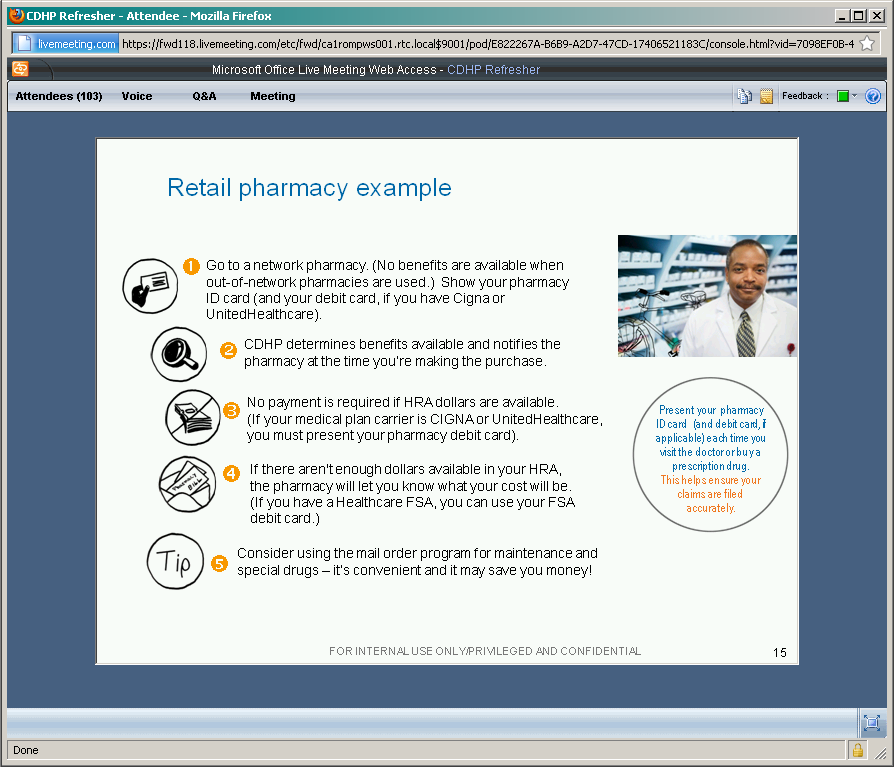 CDHP Refresher - Attendee - Mozilla Firefox
livemeeting.com https://fwd118.livemeeting.com/etc/fwd/ca1rompws001.rtc.local$9001/pod/E822267A-B6B9-A2D7-47CD-17406521183C/console.html?vid=7098EF0B-4
Microsoft Office Live Meeting Web Access - CDHP Refresher
Attendees (103) Voice Q&A Meeting Feedback :
Retail pharmacy example
1 Go to a network pharmacy. (No benefits are available when
out-of-network pharmacies are used.) Show your pharmacy
ID card (and your debit card, if you have Cigna or
UnitedHealthcare).
2 CDHP determines benefits available and notifies the
pharmacy at the time you're making the purchase.
3 No payment is required if HRA dollars are available.
(If your medical plan carrier is CIGNA or UnitedHealthcare,
you must present your pharmacy debit card).
Pharmacy
Bill
4 If there aren't enough dollars available in your HRA,
the pharmacy will let you know what your cost will be.
(If you have a Healthcare FSA, you can use your FSA
debit card.)
Tip
5 Consider using the mail order program for maintenance and
special drugs – it's convenient and it may save you money!
Present your pharmacy
ID card (and debit card, if
applicable) each time you
visit the doctor or buy a
prescription drug.
This helps ensure your
claims are filed
accurately.
FOR INTERNAL USE ONLY/PRIVILEGED AND CONFIDENTIAL
15
Done